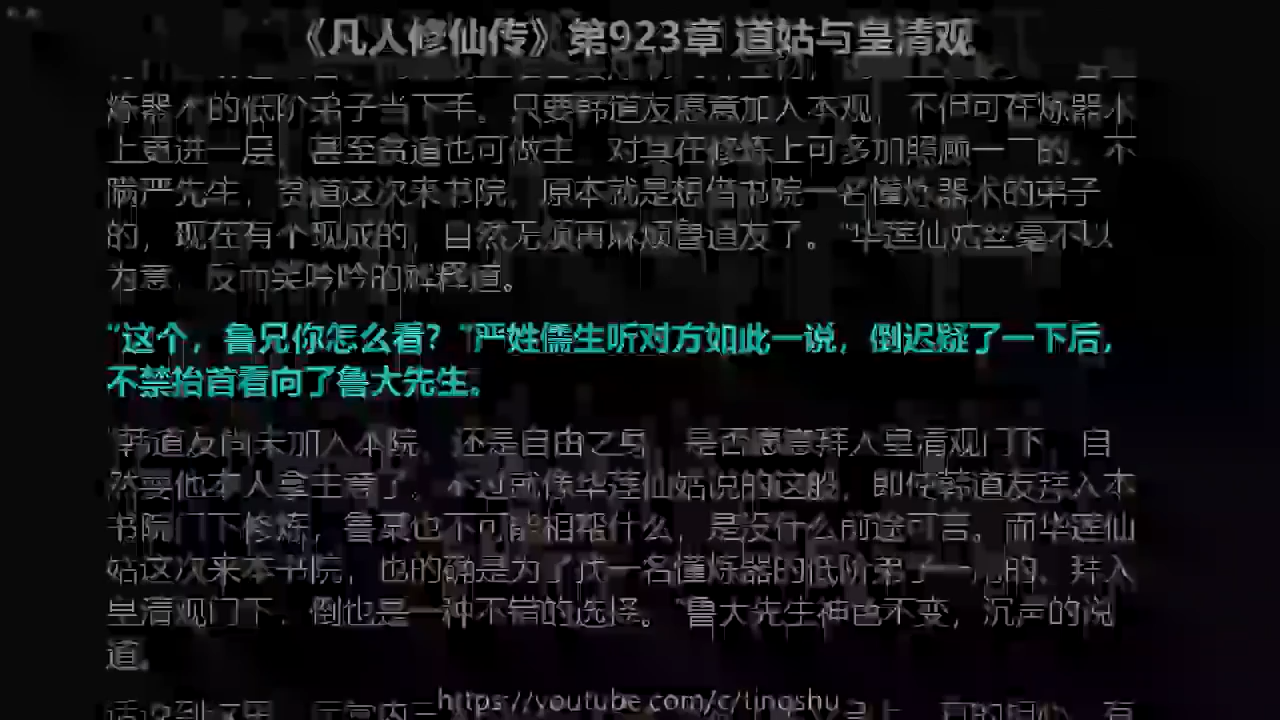 《凡人修仙传》第923章 道姑与皇清观
炼器术的低阶弟子当下手。只要韩道友愿意加入本观，不但可在炼器术
上更进一层，甚至贫道也可做主，对其在修炼上可多加照顾一二的。不
瞒严先生，贫道这次来书院，原本就是想借书院一名懂炼器术的弟子
的，现在有个现成的，自然无须再麻烦鲁道友了。”华莲仙姑丝毫不以
为意，反而笑吟吟的解释道。
“这个，鲁兄你怎么看？”严姓儒生听对方如此一说，倒迟疑了一下后，
不禁抬首看向了鲁大先生。
“韩道友尚未加入本院，还是自由之身，是否愿意拜入皇清观门下，自
然要他本人拿主意了。不过就像华莲仙姑说的这般，即使韩道友拜入本
书院门下修炼，鲁某也不可能相帮什么，是没什么前途可言。而华莲仙
姑这次来本书院，也的确是为了找一名懂炼器的低阶弟子一用的。拜入
皇清观门下，倒也是一种不错的选择。”鲁大先生神色不变，沉声的说
道。
https://youtube.com/c/tingshu